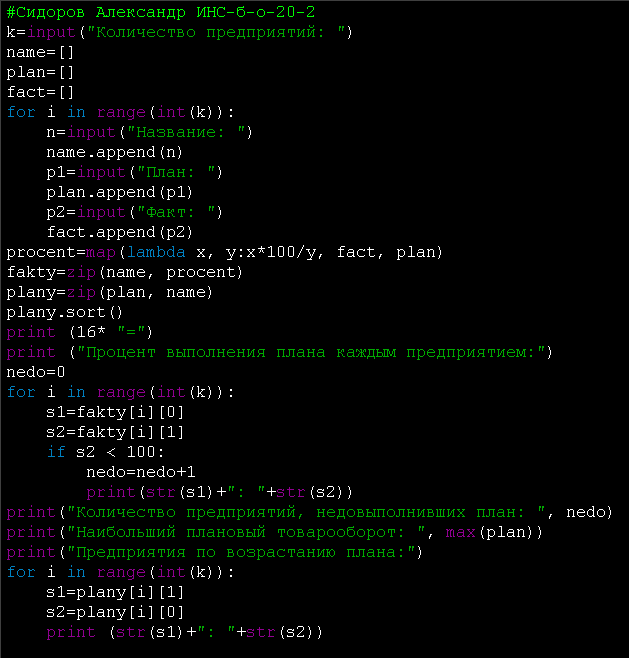 #Сидоров Александр ИНС-б-о-20-2
k=input("Количество предприятий: ")
name=[]
plan=[]
fact=[]
for i in range(int(k)):
    n=input("Название: ")
    name.append(n)
    p1=input("План: ")
    plan.append(p1)
    p2=input("Факт: ")
    fact.append(p2)
procent=map(lambda x, y:x*100/y, fact, plan)
fakty=zip(name, procent)
plany=zip(plan, name)
plany.sort()
print (16* "=")
print ("Процент выполнения плана каждым предприятием:")
nedo=0
for i in range(int(k)):
    s1=fakty[i][0]
    s2=fakty[i][1]
    if s2 < 100:
        nedo=nedo+1
        print(str(s1)+": "+str(s2))
print("Количество предприятий, недовыполнивших план: ", nedo)
print("Наибольший плановый товарооборот: ", max(plan))
print("Предприятия по возрастанию плана:")
for i in range(int(k)):
    s1=plany[i][1]
    s2=plany[i][0]
    print (str(s1)+": "+str(s2))